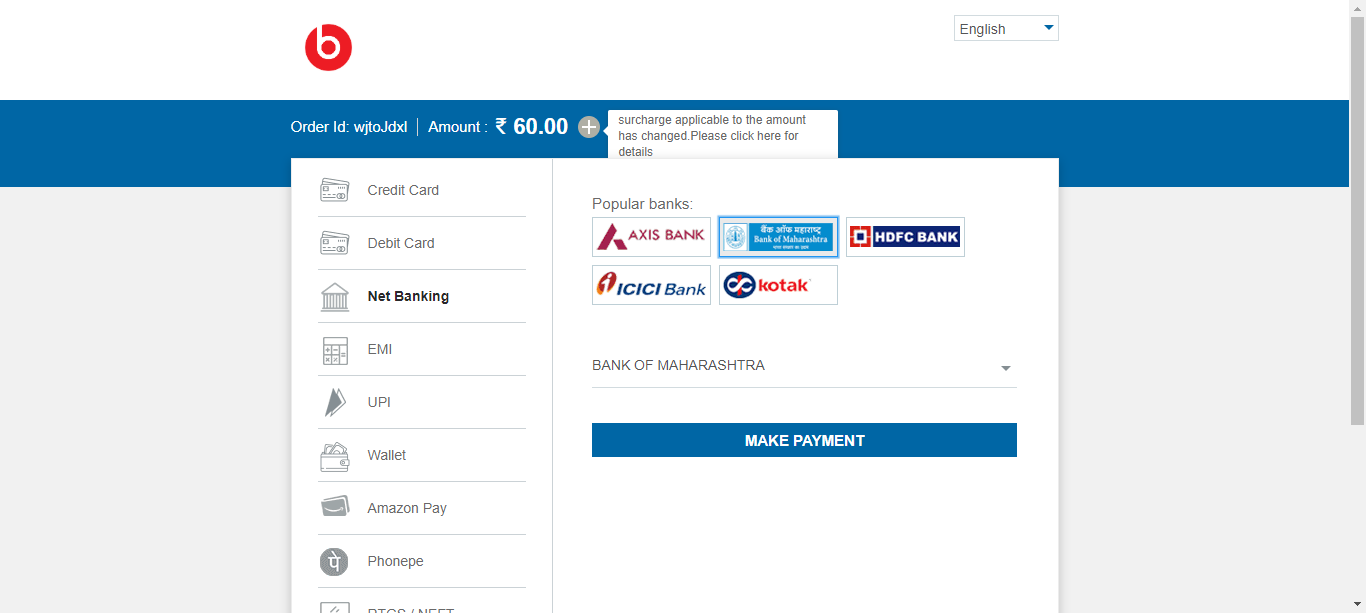 b
English
Order Id: wjtoJdxl
Amount : ₹ 60.00
surcharge applicable to the amount
has changed.Please click here for
details
Credit Card
Debit Card
Net Banking
EMI
UPI
Wallet
Amazon Pay
पे
Phonepe
RTGS / NEFT
Popular banks:
AXIS BANK
बैंक ऑफ महाराष्ट्र
Bank of Maharashtra
HDFC BANK
ICICI Bank
kotak
BANK OF MAHARASHTRA
MAKE PAYMENT